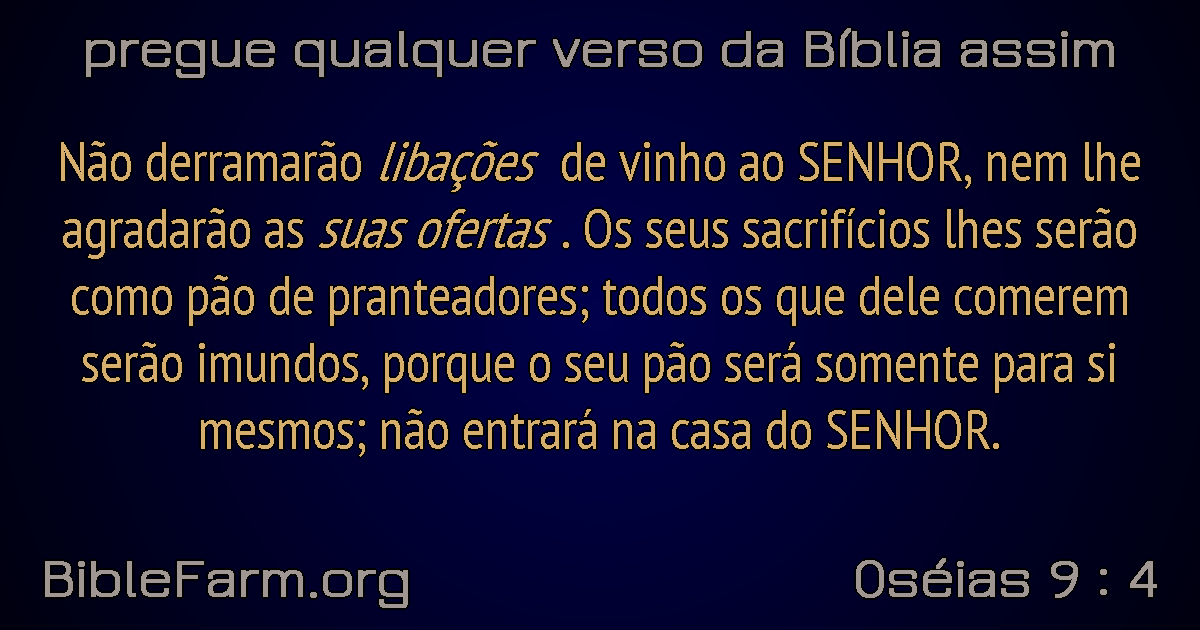 pregue qualquer verso da Bíblia assim
Não derramarão libações de vinho ao SENHOR, nem lhe
agradarão as suas ofertas . Os seus sacrifícios lhes serão
como pão de pranteadores; todos os que dele comerem
serão imundos, porque o seu pão será somente para si
mesmos; não entrará na casa do SENHOR.
BibleFarm.org
Oséias 9 : 4